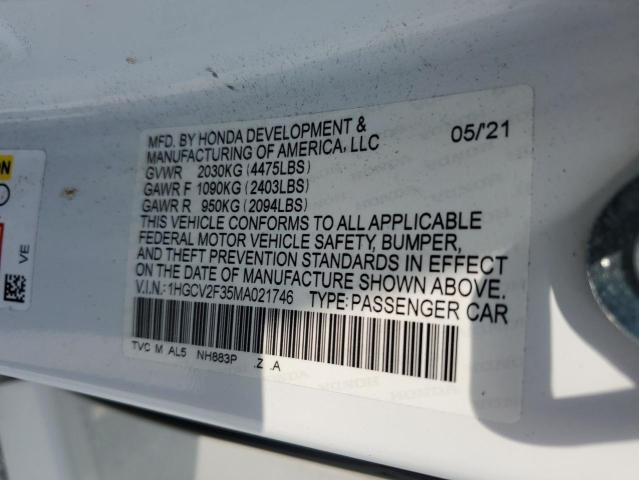 MFD. BY HONDA DEVELOPMENT & 05/'21
MANUFACTURING OF AMERICA, LLC
GVWR 2030KG (4475LBS)
GAWR F 1090KG (2403LBS)
GAWR R 950KG (2094LBS)
THIS VEHICLE CONFORMS TO ALL APPLICABLE
FEDERAL MOTOR VEHICLE SAFETY, BUMPER,
AND THEFT PREVENTION STANDARDS IN EFFECT
ON THE DATE OF MANUFACTURE SHOWN ABOVE.
V.I.N.: 1HGCV2F35MA021746 TYPE: PASSENGER CAR
TVC M AL5 NH883P .Z .A
VE